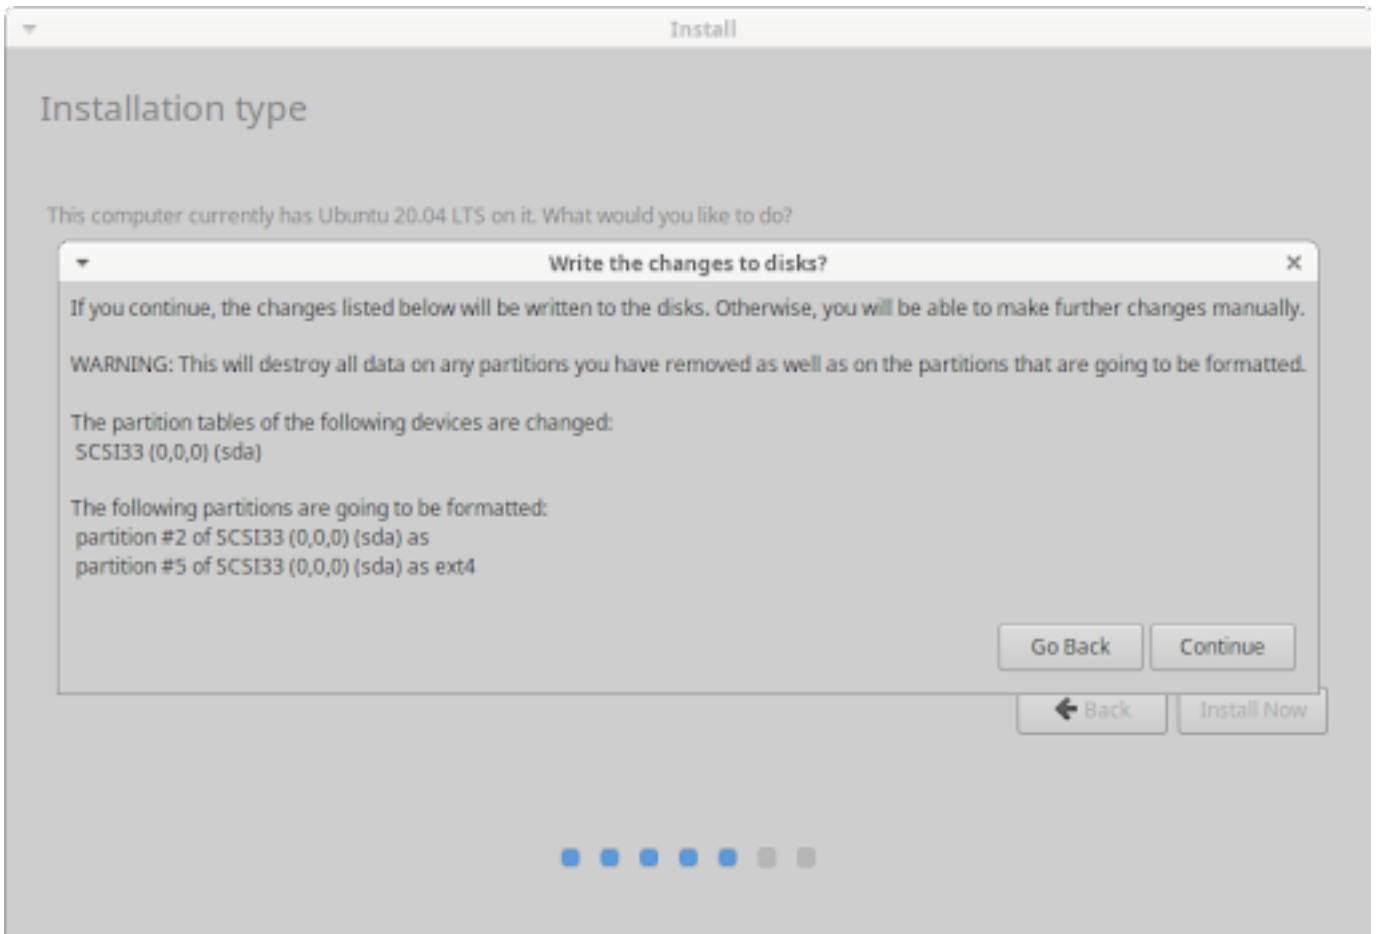 Install
Installation type
This computer currently has Ubuntu 20.04 LTS on it. What would you like to do?
Write the changes to disks?
If you continue, the changes listed below will be written to the disks. Otherwise, you will be able to make further changes manually.
WARNING: This will destroy all data on any partitions you have removed as well as on the partitions that are going to be formatted.
The partition tables of the following devices are changed:
SCSI33 (0,0,0) (sda)
The following partitions are going to be formatted:
partition #2 of SCSI33 (0,0,0) (sda) as
partition #5 of SCSI33 (0,0,0) (sda) as ext4
Go Back Continue
Back Install Now